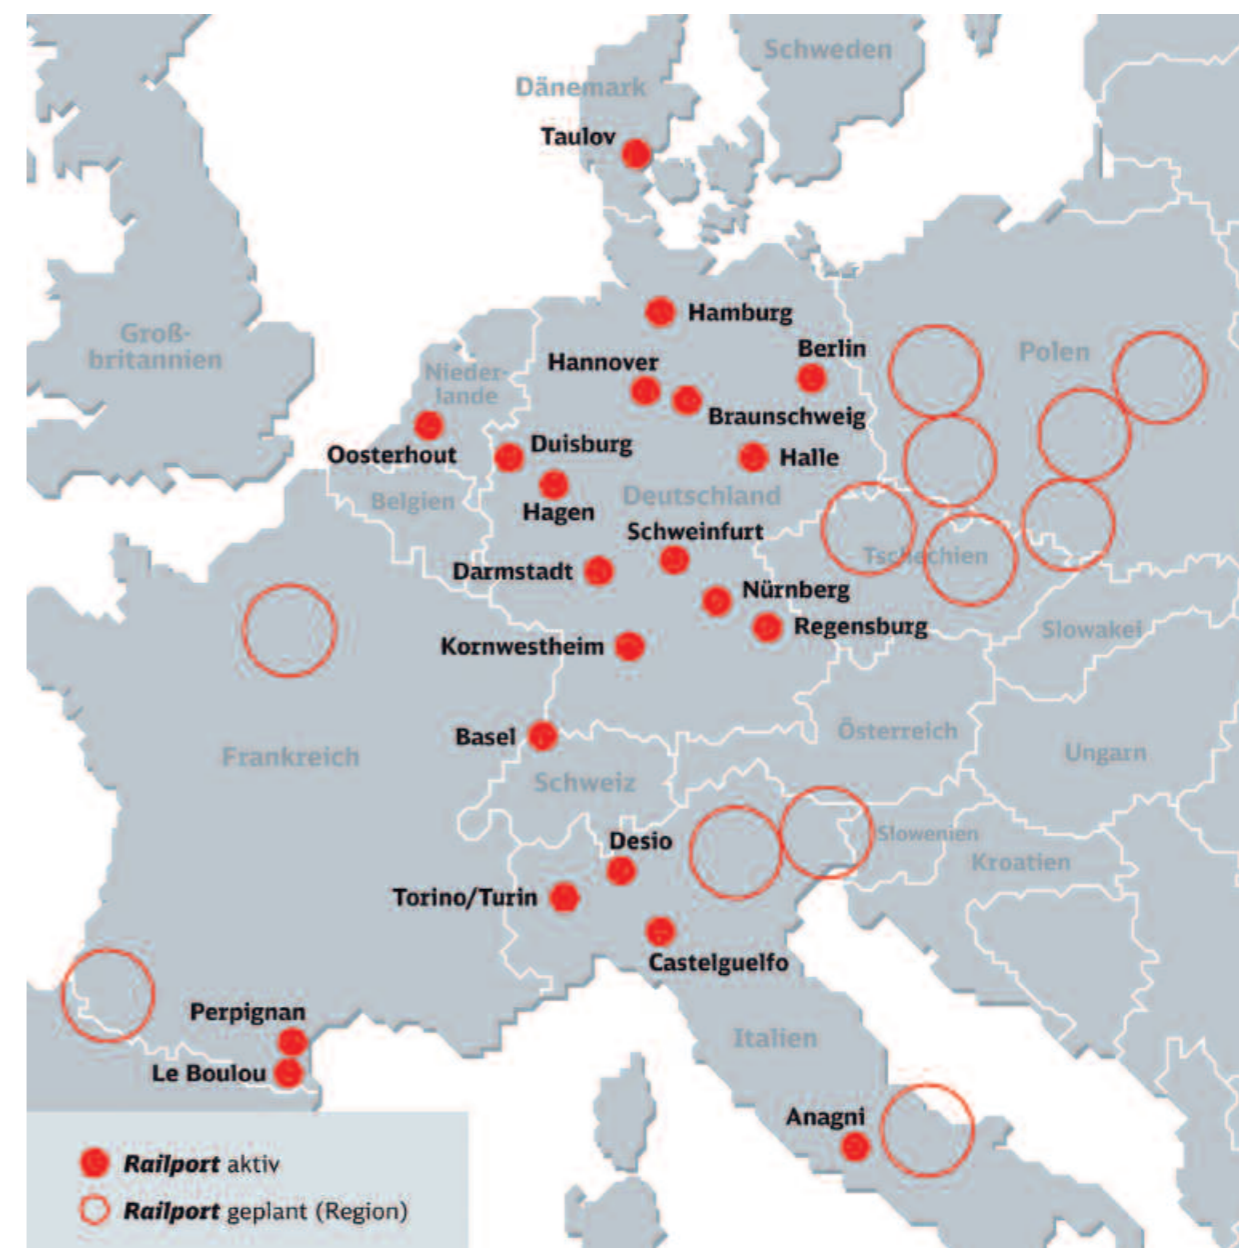 Schweden
Dänemark
Taulov
Hamburg
Groß-
britannien
Hannover
Berlin
Polen
Nieder-
lande
Braunschweig
Oosterhout
Duisburg
Halle
Belgien
Hagen
Deutschland
Schweinfurt
Tschechien
Darmstadt
Nürnberg
Regensburg
Slowakei
Kornwestheim
Basel
Österreich
Frankreich
Ungarn
Schweiz
Desio
Slowenien
Kroatien
Torino/Turin
Castelguelfo
Perpignan
Italien
Le Boulou
Anagni
Railport aktiv
Railport geplant (Region)